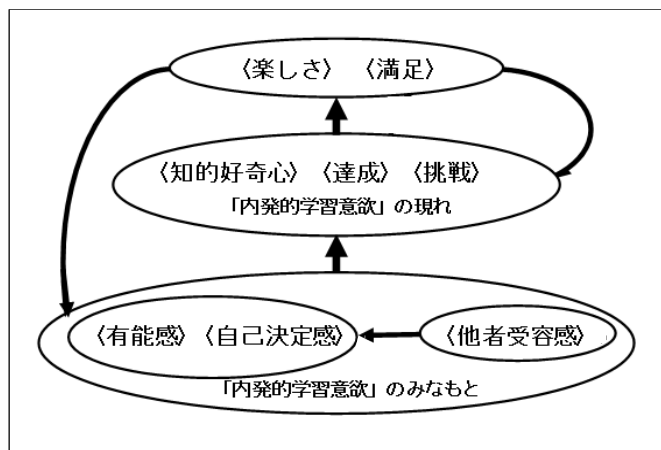 〈楽しさ〉 〈満足〉
〈知的好奇心〉〈達成〉〈挑戦〉
「内発的学習意欲」の現れ
〈有能感〉〈自己決定感〉 〈他者受容感〉
「内発的学習意欲」のみなもと